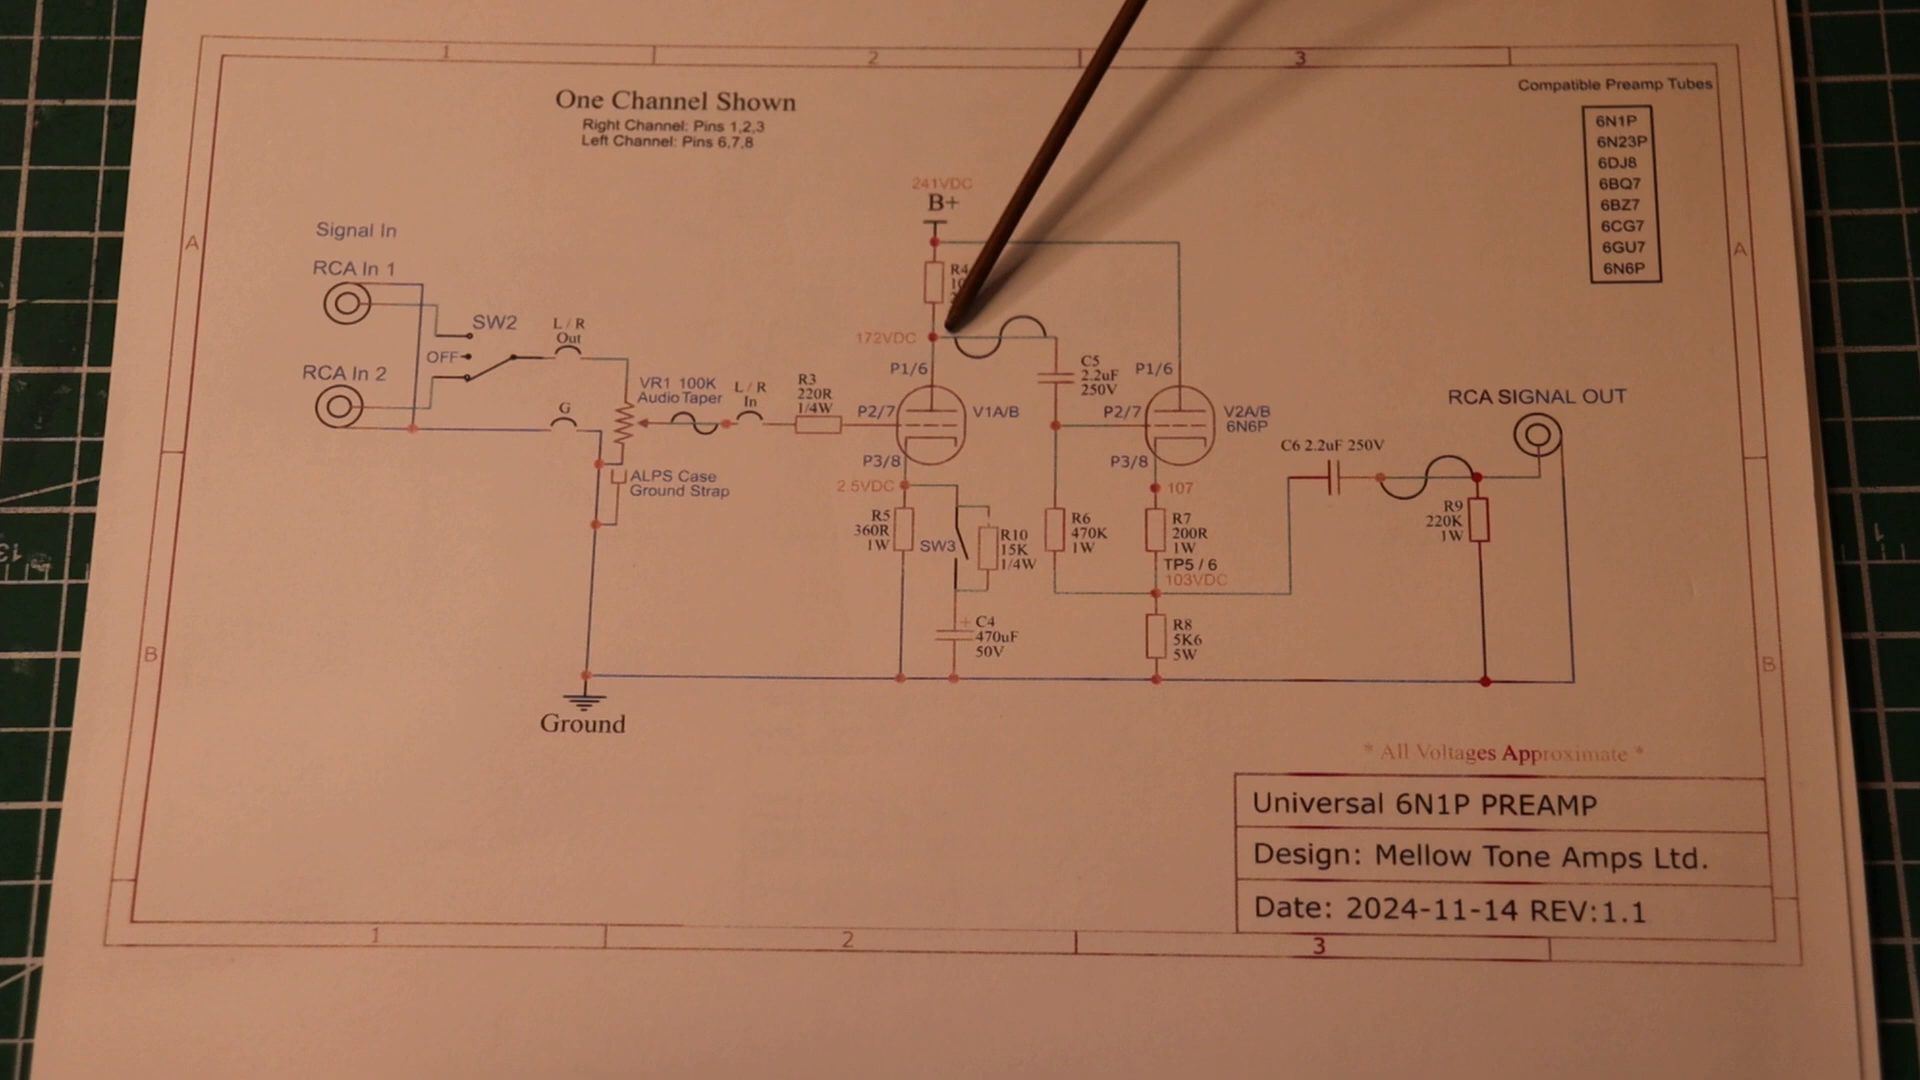 1
2
3
One Channel Shown
Right Channel: Pins 1,2,3
Left Channel: Pins 6,7,8
Compatible Preamp Tubes
6N1P
6N23P
6DJ8
6BQ7
6BZ7
6CG7
6GU7
6N6P
A
A
241VDC
B+
Signal In
RCA In 1
SW2
OFF
RCA In 2
L / R
Out
G
VR1 100K
Audio Taper
L / R
In
ALPS Case
Ground Strap
R3
220R
1/4W
R4
172VDC
P1/6
P2/7
V1A/B
P3/8
2.5VDC
R5
360R
1W
SW3
R10
15K
1/4W
+ C4
470uF
50V
C5
2.2uF
250V
P1/6
P2/7
V2A/B
6N6P
P3/8
107
R6
470K
1W
R7
200R
1W
TP5 / 6
103VDC
R8
5K6
5W
C6 2.2uF 250V
RCA SIGNAL OUT
R9
220K
1W
B
B
Ground
* All Voltages Approximate *
Universal 6N1P PREAMP
Design: Mellow Tone Amps Ltd.
Date: 2024-11-14 REV:1.1
1
2
3
13